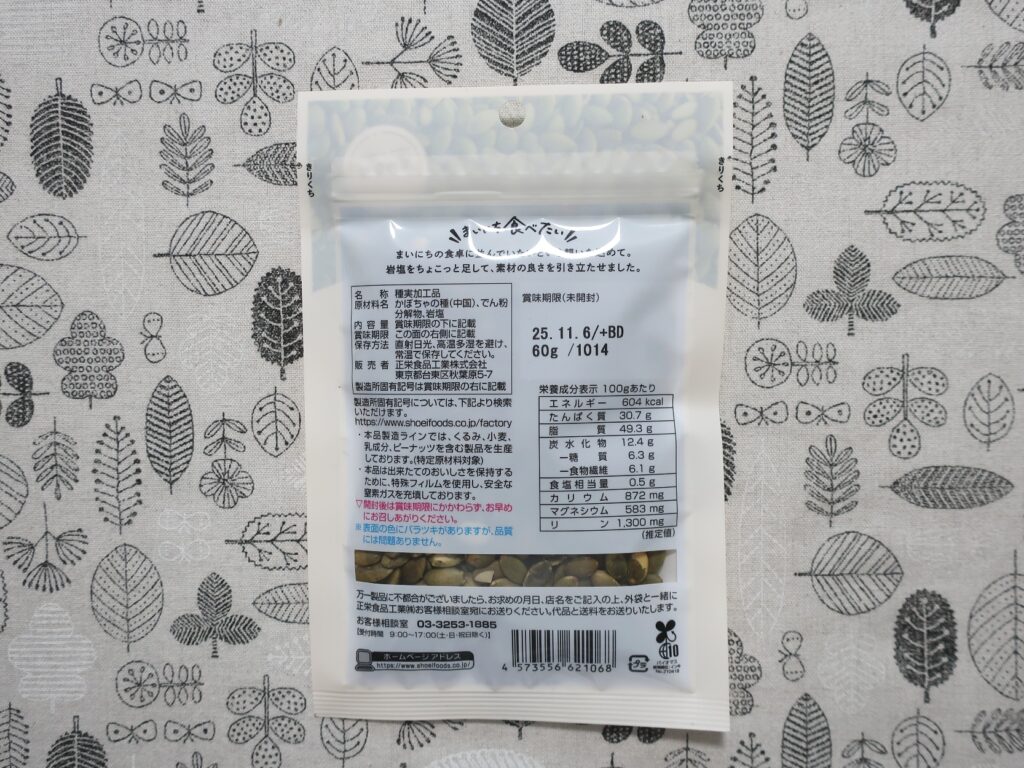 きりくち
きりくち
まいにち食べたい
まいにちの食卓に
めて。
岩塩をちょこっと足して、素材の良さを引き立たせました。
名　称　種実加工品
原材料名　かぼちゃの種(中国)、でん粉
分解物、岩塩
内容量　賞味期限の下に記載
賞味期限　この面の右側に記載
保存方法　直射日光、高温多湿を避け、
常温で保存してください。
販売者　正栄食品工業株式会社
東京都台東区秋葉原5-7
製造所固有記号は賞味期限の右に記載
賞味期限(未開封)
25.11.6/+BD
60g /1014
製造所固有記号については、下記より検索
いただけます。
https://www.shoeifoods.co.jp/factory
・本品製造ラインでは、くるみ、小麦、
乳成分、ピーナッツを含む製品を生産
しております。(特定原材料対象)
・本品は出来たてのおいしさを保持する
ために、特殊フィルムを使用し、安全な
窒素ガスを充填しております。
▽開封後は賞味期限にかかわらず、お早め
にお召しあがりください。
※表面の色にバラツキがありますが、品質
には問題ありません。
栄養成分表示 100gあたり
エネルギー 604 kcal
たんぱく質 30.7 g
脂質 49.3 g
炭水化物 12.4 g
ー糖質 6.3 g
ー食物繊維 6.1 g
食塩相当量 0.5 g
カリウム 872 mg
マグネシウム 583 mg
リン 1,300 mg
(推定値)
万一製品に不都合がございましたら、お求めの月日、店名をご記入の上、外袋と一緒に
正栄食品工業㈱お客様相談室宛にお送りください。代品と送料をお送りいたします。
お客様相談室 03-3253-1885
【受付時間 9:00〜17:00(土・日・祝日除く)】
ホームページアドレス
https://www.shoeifoods.co.jp/
4 573556 621068
プラ
10
バイオマス
No.210618